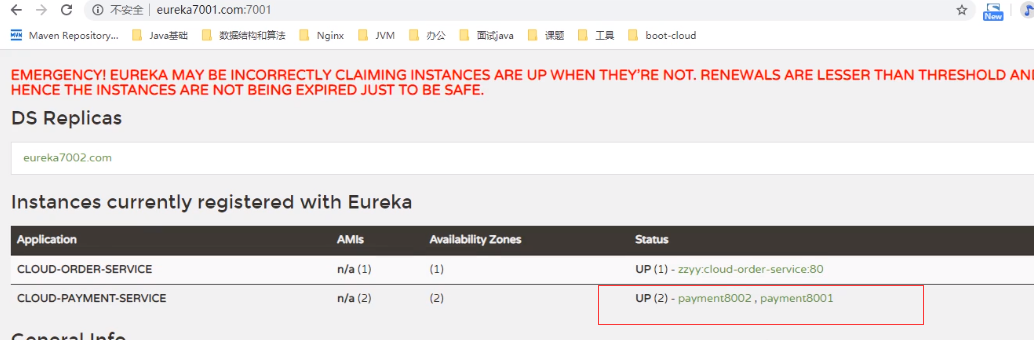 不安全 | eureka7001.com:7001
Maven Repository... Java基础 数据结构和算法 Nginx JVM 办公 面试java 课题 工具 boot-cloud
New
EMERGENCY! EUREKA MAY BE INCORRECTLY CLAIMING INSTANCES ARE UP WHEN THEY'RE NOT. RENEWALS ARE LESSER THAN THRESHOLD AND
HENCE THE INSTANCES ARE NOT BEING EXPIRED JUST TO BE SAFE.
DS Replicas
eureka7002.com
Instances currently registered with Eureka
Application AMIs Availability Zones Status
CLOUD-ORDER-SERVICE n/a (1) (1) UP (1) - zzyy:cloud-order-service:80
CLOUD-PAYMENT-SERVICE n/a (2) (2) UP (2) - payment8002 , payment8001
General Info